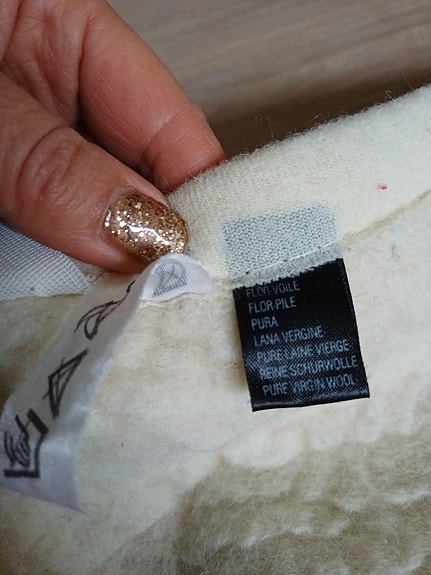 FLOR VOILE
FLOR PILE
PURA
LANA VERGINE
PURE LAINE VIERGE
REINE SCHURWOLLE
PURE VIRGIN WOOL